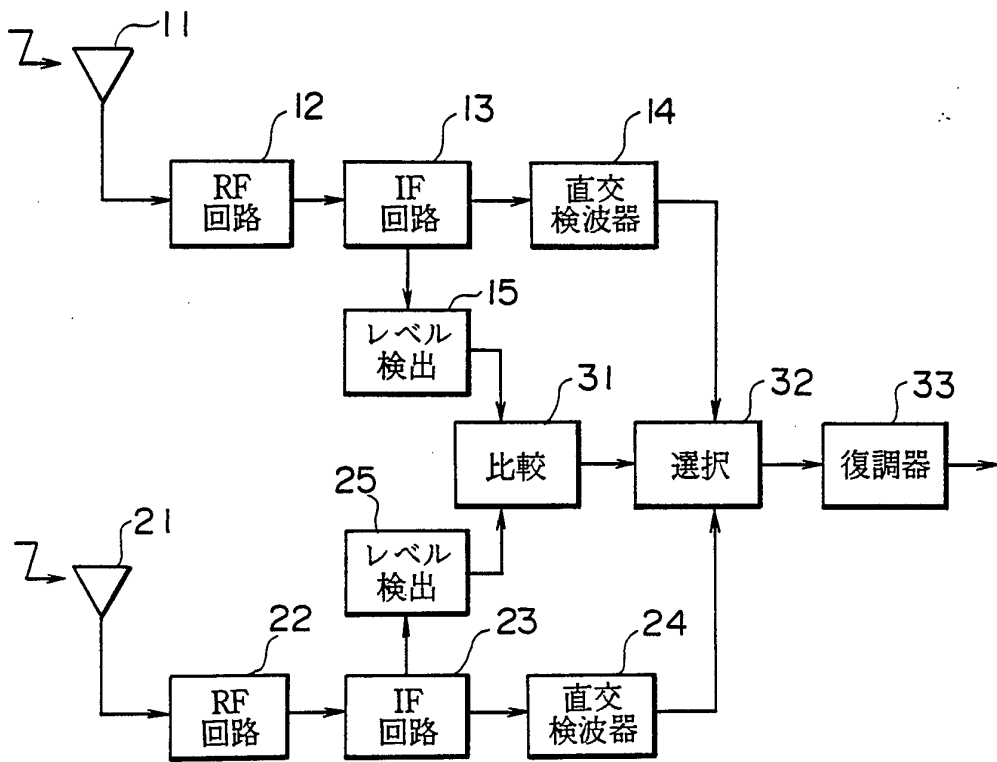 11
12
13
14
RF
回路
IF
回路
直交
検波器
15
レベル
検出
31
32
33
比較
選択
復調器
25
レベル
検出
21
22
23
24
RF
回路
IF
回路
直交
検波器